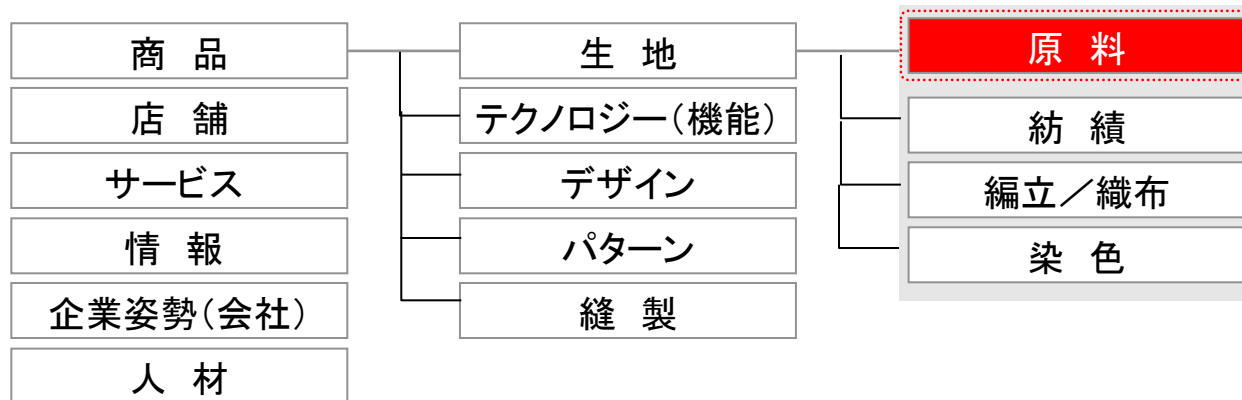 商 品
店 舗
サービス
情 報
企業姿勢(会社)
人 材
生 地
テクノロジー(機能)
デザイン
パターン
縫 製
原 料
紡 績
編立/織布
染 色